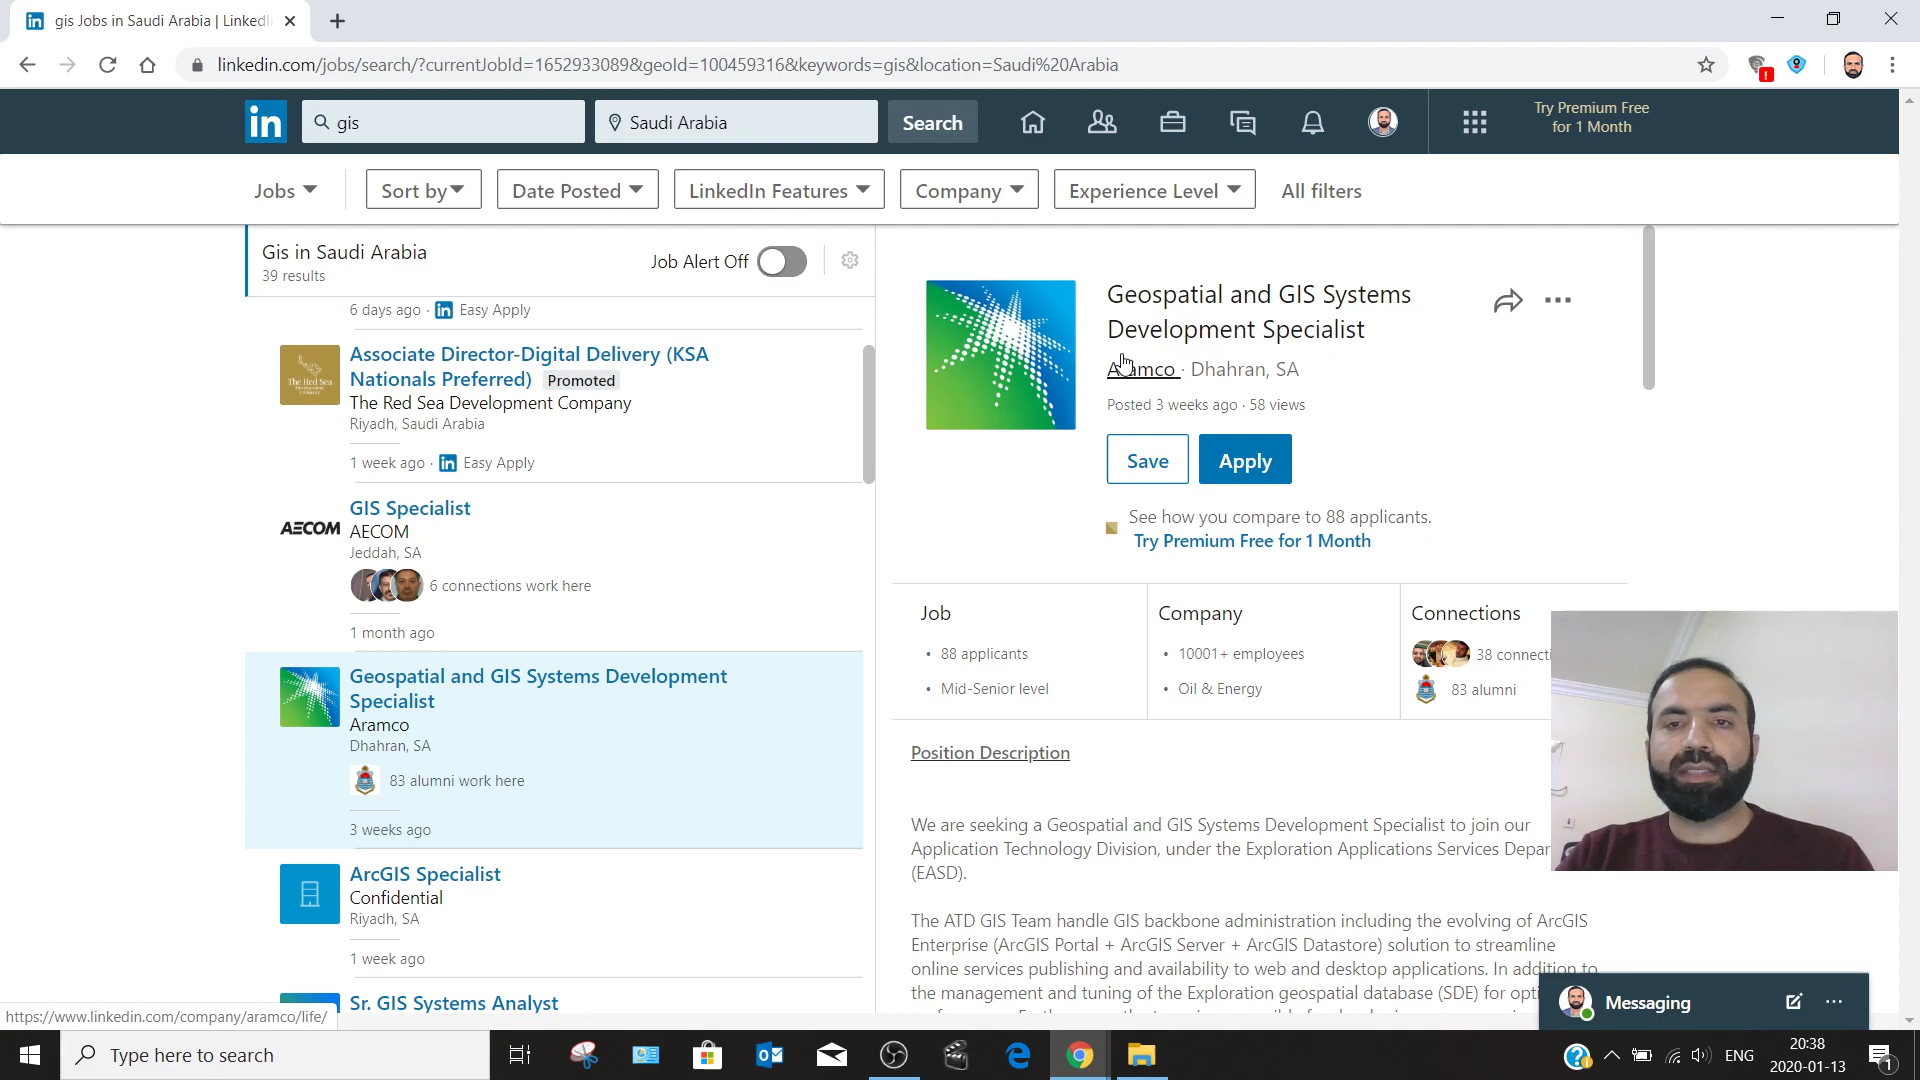 gis Jobs in Saudi Arabia | LinkedI
linkedin.com/jobs/search/?currentJobId=1652933089&geoId=100459316&keywords=gis&location=Saudi%20Arabia
in
gis
Saudi Arabia
Search
Try Premium Free
for 1 Month
Jobs
Sort by
Date Posted
LinkedIn Features
Company
Experience Level
All filters
Gis in Saudi Arabia
39 results
Job Alert Off
6 days ago · in Easy Apply
Associate Director-Digital Delivery (KSA
Nationals Preferred) Promoted
The Red Sea Development Company
Riyadh, Saudi Arabia
1 week ago · in Easy Apply
GIS Specialist
AECOM
AECOM
Jeddah, SA
6 connections work here
1 month ago
Geospatial and GIS Systems Development
Specialist
Aramco
Dhahran, SA
83 alumni work here
3 weeks ago
ArcGIS Specialist
Confidential
Riyadh, SA
1 week ago
Sr. GIS Systems Analyst
https://www.linkedin.com/company/aramco/life/
Geospatial and GIS Systems
Development Specialist
Aramco · Dhahran, SA
Posted 3 weeks ago · 58 views
Save
Apply
See how you compare to 88 applicants.
Try Premium Free for 1 Month
Job
• 88 applicants
• Mid-Senior level
Company
• 10001+ employees
• Oil & Energy
Connections
38 connecti
83 alumni
Position Description
We are seeking a Geospatial and GIS Systems Development Specialist to join our
Application Technology Division, under the Exploration Applications Services Depar
(EASD).
The ATD GIS Team handle GIS backbone administration including the evolving of ArcGIS
Enterprise (ArcGIS Portal + ArcGIS Server + ArcGIS Datastore) solution to streamline
online services publishing and availability to web and desktop applications. In addition to
the management and tuning of the Exploration geospatial database (SDE) for opti
Messaging
Type here to search
ENG
20:38
2020-01-13
1